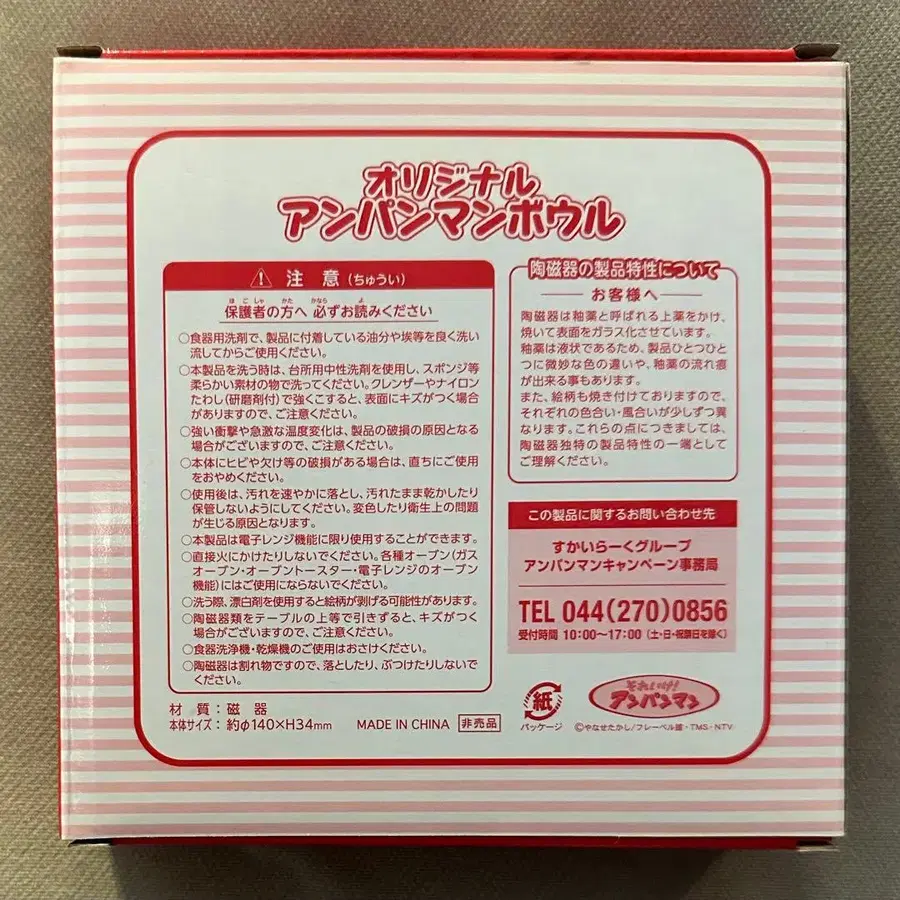 オリジナル
アンパンマンボウル
注意(ちゅうい)
ほごしゃ かた かなら よ
保護者の方へ 必ずお読みください
○食器用洗剤で、製品に付着している油分や埃等を良く洗い
流してからご使用ください。
○本製品を洗う時は、台所用中性洗剤を使用し、スポンジ等
柔らかい素材の物で洗ってください。クレンザーやナイロン
たわし(研磨剤付)で強くこすると、表面にキズがつく場合
がありますので、ご注意ください。
○強い衝撃や急激な温度変化は、製品の破損の原因となる
場合がございますので、ご注意ください。
○本体にヒビや欠け等の破損がある場合は、直ちにご使用
をおやめください。
○使用後は、汚れを速やかに落とし、汚れたまま乾かしたり
保管しないようにしてください。変色したり衛生上の問題
が生じる原因となります。
○本製品は電子レンジ機能に限り使用することができます。
○直接火にかけたりしないでください。各種オーブン(ガス
オーブン・オーブントースター・電子レンジのオーブン
機能)にはご使用にならないでください。
○洗う際、漂白剤を使用すると絵柄が剥げる可能性があります。
○陶磁器類をテーブルの上等で引きずると、キズがつく
場合がございますので、ご注意ください。
○食器洗浄機・乾燥機のご使用はおさけください。
○陶磁器は割れ物ですので、落としたり、ぶつけたりしないで
ください。
材質:磁器
本体サイズ:約φ140×H34mm
MADE IN CHINA
非売品
陶磁器の製品特性について
お客様へ
陶磁器は釉薬と呼ばれる上薬をかけ、
焼いて表面をガラス化させています。
釉薬は液状であるため、製品ひとつひと
つに微妙な色の違いや、釉薬の流れ痕
が出来る事もあります。
また、絵柄も焼き付けておりますので、
それぞれの色合い・風合いが少しずつ異
なります。これらの点につきましては、
陶磁器独特の製品特性の一端として
ご理解ください。
この製品に関するお問い合わせ先
すかいらーくグループ
アンパンマンキャンペーン事務局
TEL 044(270)0856
受付時間 10:00〜17:00 (土・日・祝祭日を除く)
紙
パッケージ
それいけ!
アンパンマン
©やなせたかし/フレーベル館・TMS・NTV